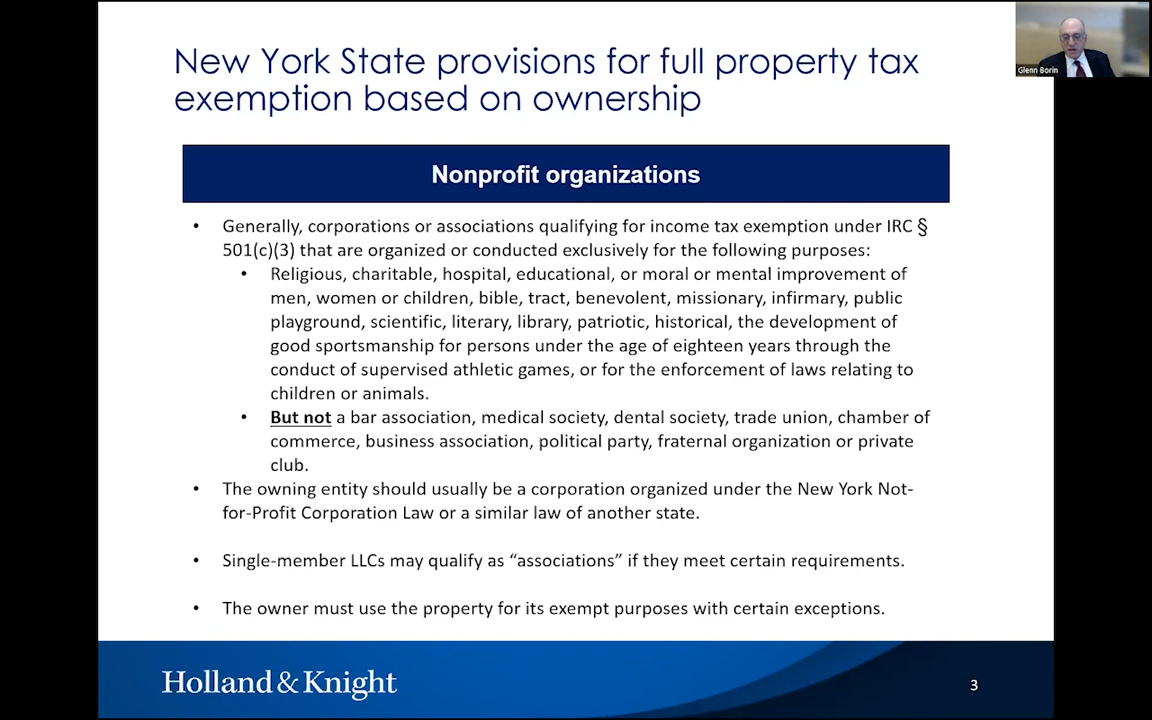 New York State provisions for full property tax
exemption based on ownership
Glenn Borin
Nonprofit organizations
• Generally, corporations or associations qualifying for income tax exemption under IRC §
501(c)(3) that are organized or conducted exclusively for the following purposes:
• Religious, charitable, hospital, educational, or moral or mental improvement of
men, women or children, bible, tract, benevolent, missionary, infirmary, public
playground, scientific, literary, library, patriotic, historical, the development of
good sportsmanship for persons under the age of eighteen years through the
conduct of supervised athletic games, or for the enforcement of laws relating to
children or animals.
• But not a bar association, medical society, dental society, trade union, chamber of
commerce, business association, political party, fraternal organization or private
club.
• The owning entity should usually be a corporation organized under the New York Not-
for-Profit Corporation Law or a similar law of another state.
• Single-member LLCs may qualify as “associations” if they meet certain requirements.
• The owner must use the property for its exempt purposes with certain exceptions.
Holland & Knight
3